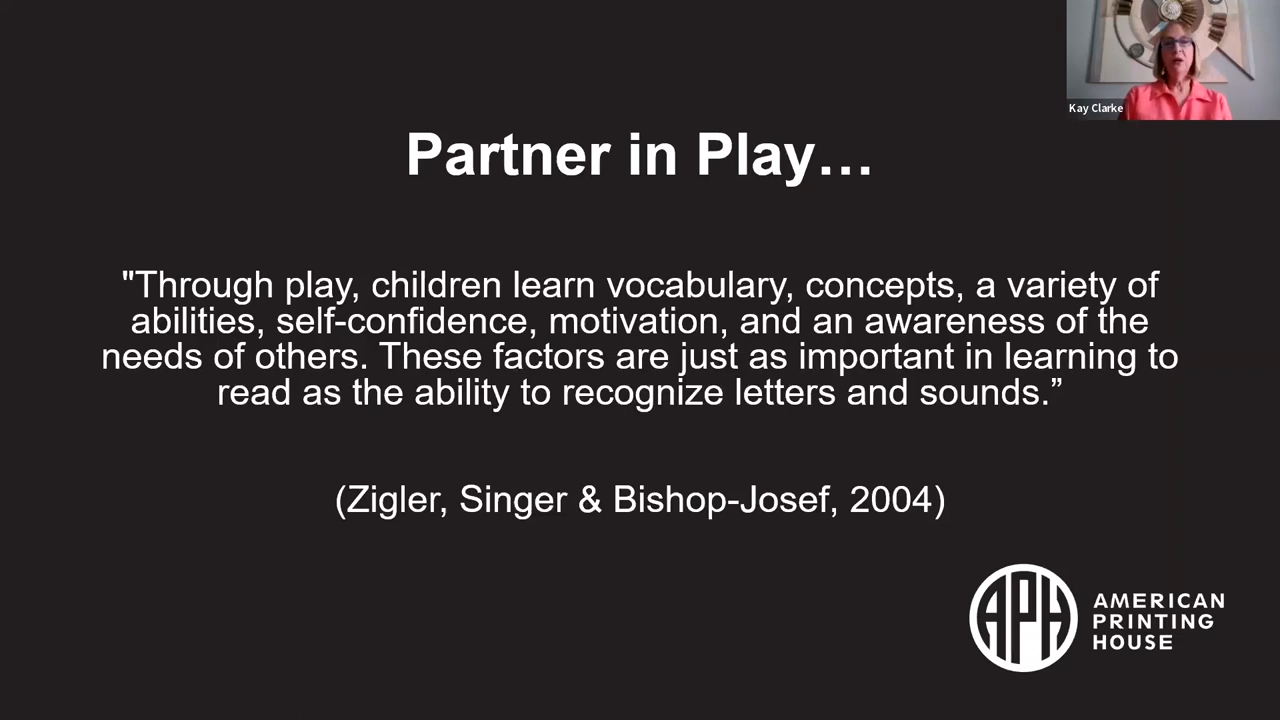 Kay Clarke
Partner in Play…
"Through play, children learn vocabulary, concepts, a variety of
abilities, self-confidence, motivation, and an awareness of the
needs of others. These factors are just as important in learning to
read as the ability to recognize letters and sounds.”
(Zigler, Singer & Bishop-Josef, 2004)
APH
AMERICAN
PRINTING
HOUSE